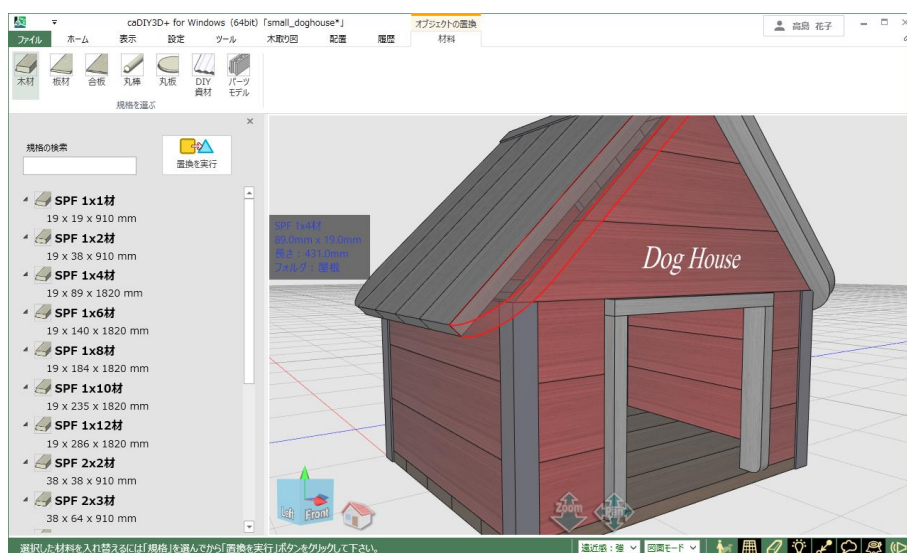 caDIY3D+ for Windows (64bit)「small_doghouse*」
オブジェクトの置換
高島 花子
ファイル ホーム 表示 設定 ツール 木取り図 配置 履歴 材料
木材 板材 合板 丸棒 丸板 DIY資材 パーツモデル
規格を選ぶ
規格の検索
置換を実行
SPF 1x1材
19 x 19 x 910 mm
SPF 1x2材
19 x 38 x 910 mm
SPF 1x4材
19 x 89 x 1820 mm
SPF 1x6材
19 x 140 x 1820 mm
SPF 1x8材
19 x 184 x 1820 mm
SPF 1x10材
19 x 235 x 1820 mm
SPF 1x12材
19 x 286 x 1820 mm
SPF 2x2材
38 x 38 x 910 mm
SPF 2x3材
38 x 64 x 910 mm
SPF 1x4材
89.0mm x 19.0mm
長さ : 431.0mm
フォルダ : 屋根
Dog House
Left Front
Zoom Pan
選択した材料を入れ替えるには「規格」を選んでから「置換を実行」ボタンをクリックして下さい。
遠近感 : 強 図面モード